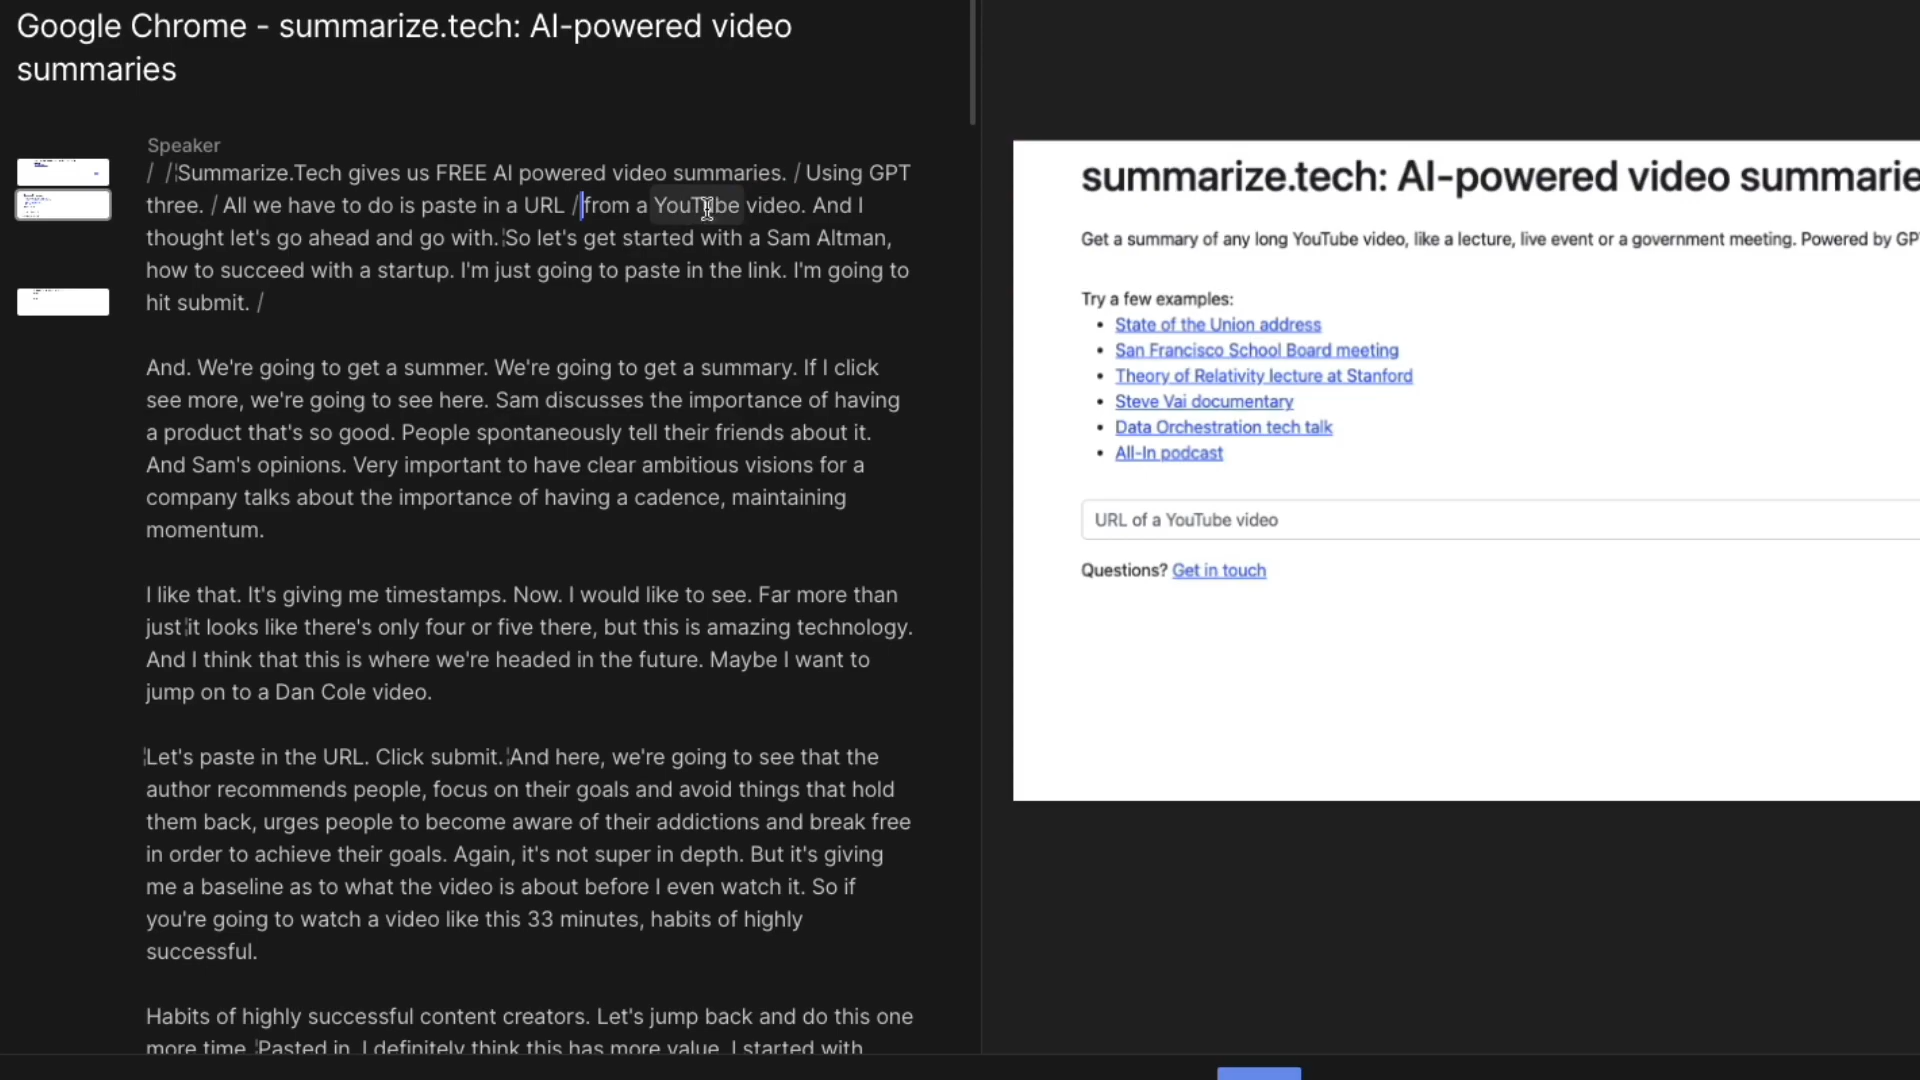 Google Chrome - summarize.tech: AI-powered video
summaries
Speaker
/ /Summarize.Tech gives us FREE AI powered video summaries. / Using GPT
three. / All we have to do is paste in a URL / from a YouTube video. And I
thought let's go ahead and go with. So let's get started with a Sam Altman,
how to succeed with a startup. I'm just going to paste in the link. I'm going to
hit submit. /
And. We're going to get a summer. We're going to get a summary. If I click
see more, we're going to see here. Sam discusses the importance of having
a product that's so good. People spontaneously tell their friends about it.
And Sam's opinions. Very important to have clear ambitious visions for a
company talks about the importance of having a cadence, maintaining
momentum.
I like that. It's giving me timestamps. Now. I would like to see. Far more than
just it looks like there's only four or five there, but this is amazing technology.
And I think that this is where we're headed in the future. Maybe I want to
jump on to a Dan Cole video.
Let's paste in the URL. Click submit. And here, we're going to see that the
author recommends people, focus on their goals and avoid things that hold
them back, urges people to become aware of their addictions and break free
in order to achieve their goals. Again, it's not super in depth. But it's giving
me a baseline as to what the video is about before I even watch it. So if
you're going to watch a video like this 33 minutes, habits of highly
successful.
Habits of highly successful content creators. Let's jump back and do this one
more time. Pasted in. I definitely think this has more value. I started with
summarize.tech: AI-powered video summarie
Get a summary of any long YouTube video, like a lecture, live event or a government meeting. Powered by GP
Try a few examples:
• State of the Union address
• San Francisco School Board meeting
• Theory of Relativity lecture at Stanford
• Steve Vai documentary
• Data Orchestration tech talk
• All-In podcast
URL of a YouTube video
Questions? Get in touch